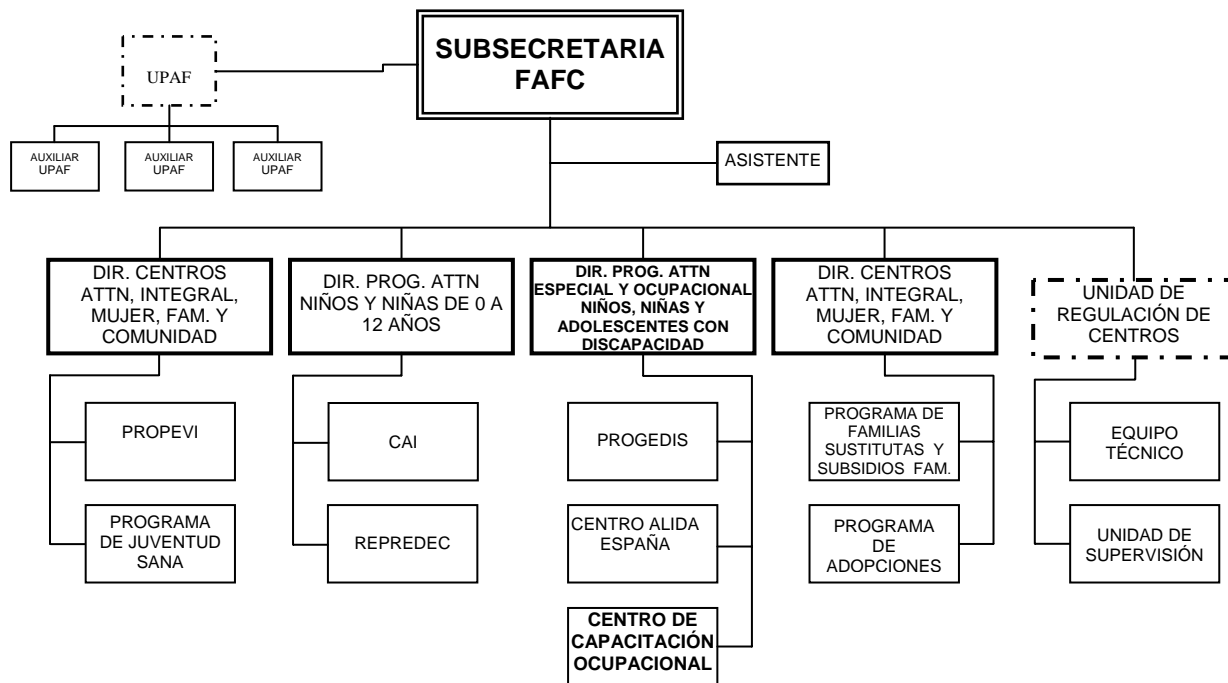 SUBSECRETARIA
FAFC
UPAF
AUXILIAR
UPAF
AUXILIAR
UPAF
AUXILIAR
UPAF
ASISTENTE
DIR. CENTROS
ATTN, INTEGRAL,
MUJER, FAM. Y
COMUNIDAD
DIR. PROG. ATTN
NIÑOS Y NIÑAS DE 0 A
12 AÑOS
DIR. PROG. ATTN
ESPECIAL Y OCUPACIONAL
NIÑOS, NIÑAS Y
ADOLESCENTES CON
DISCAPACIDAD
DIR. CENTROS
ATTN, INTEGRAL,
MUJER, FAM. Y
COMUNIDAD
UNIDAD DE
REGULACIÓN DE
CENTROS
PROPEVI
CAI
PROGEDIS
PROGRAMA DE
FAMILIAS
SUSTITUTAS Y
SUBSIDIOS FAM.
EQUIPO
TÉCNICO
PROGRAMA
DE JUVENTUD
SANA
REPREDEC
CENTRO ALIDA
ESPAÑA
PROGRAMA
DE
ADOPCIONES
UNIDAD DE
SUPERVISIÓN
CENTRO DE
CAPACITACIÓN
OCUPACIONAL